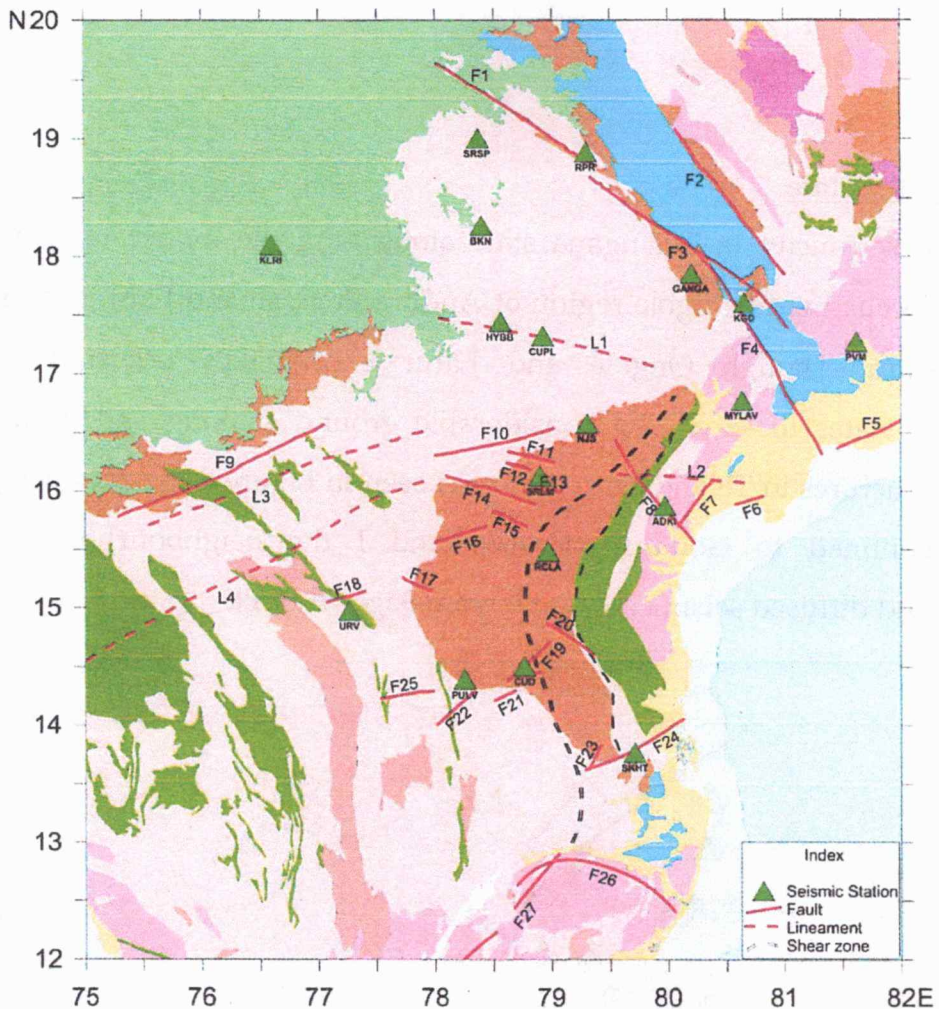 N20
F1
19
SRSP
RPR
F2
BKN
18
KLRI
F3
GANGA
KGD
HYBB
CUPL
L1
F4
PVM
17
MYLAV
F5
NJS
F10
F9
F11
F12
F13
L2
L3
SRLM
16
F14
F8
F7
F6
ADKI
F15
F16
RCLA
F17
L4
F18
15
URV
F20
F19
CUD
F25
PULV
F21
14
F22
F24
F23
SKHT
13
Index
F26
Seismic Station
F27
Fault
Lineament
12
Shear zone
75 76 77 78 79 80 81 82E